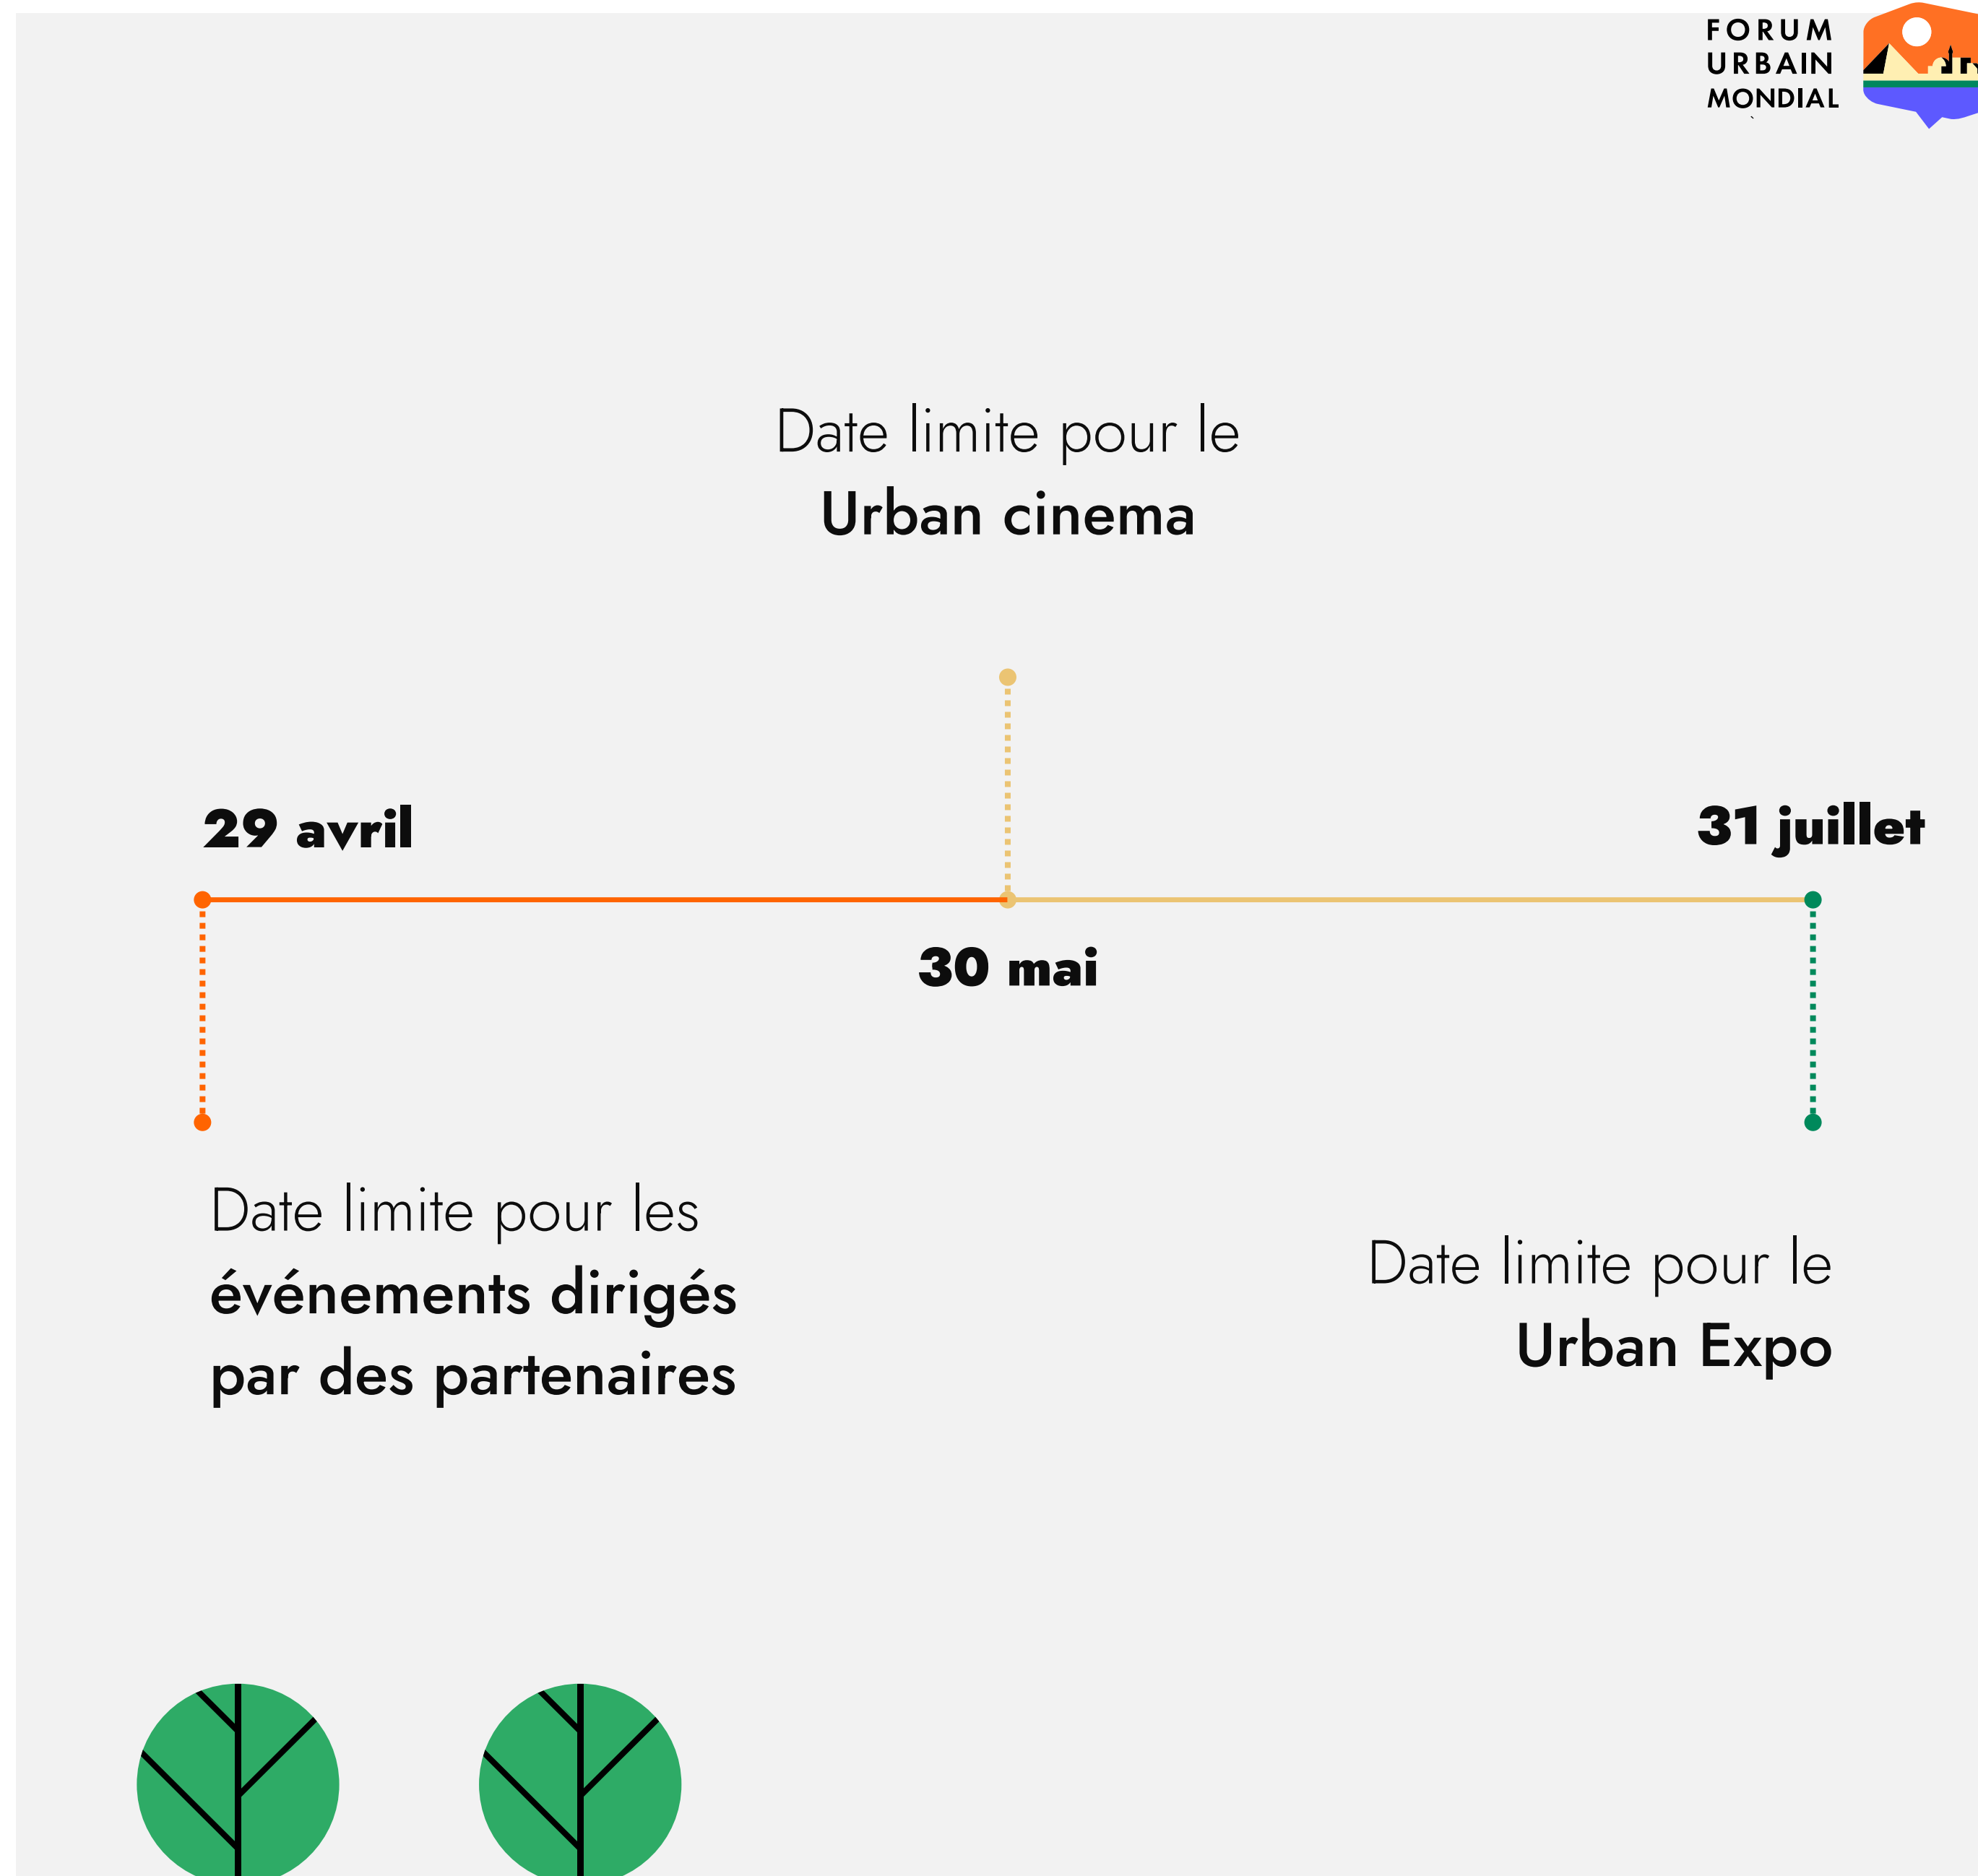 FORUM
URBAIN
MONDIAL
Date limite pour le
Urban cinema
29 avril
31 juillet
30 mai
Date limite pour les
événements dirigés
par des partenaires
Date limite pour le
Urban Expo